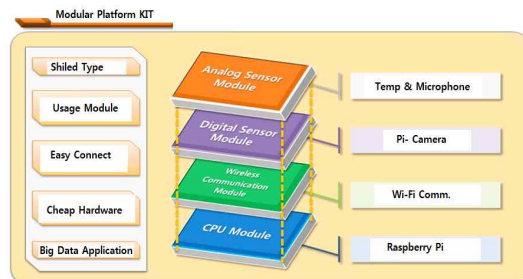 Modular Platform KIT
Shiled Type
Usage Module
Easy Connect
Cheap Hardware
Big Data Application
Analog Sensor
Module
Digital Sensor
Module
Wireless
Communication
Module
CPU Module
Temp & Microphone
Pi- Camera
Wi-Fi Comm.
Raspberry Pi